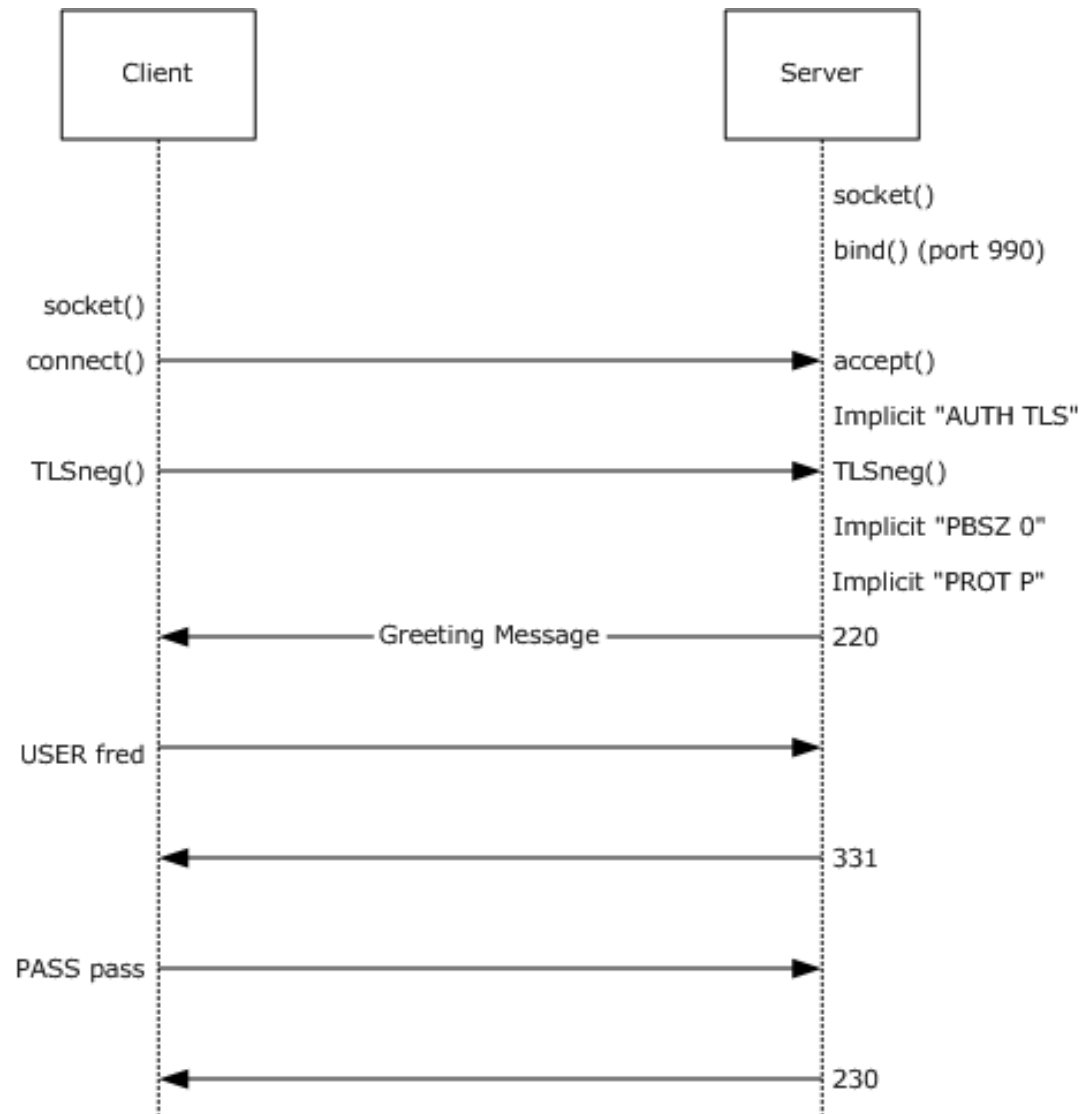 Client
Server
socket()
bind() (port 990)
socket()
connect()
accept()
Implicit "AUTH TLS"
TLSneg()
TLSneg()
Implicit "PBSZ 0"
Implicit "PROT P"
Greeting Message
220
USER fred
331
PASS pass
230